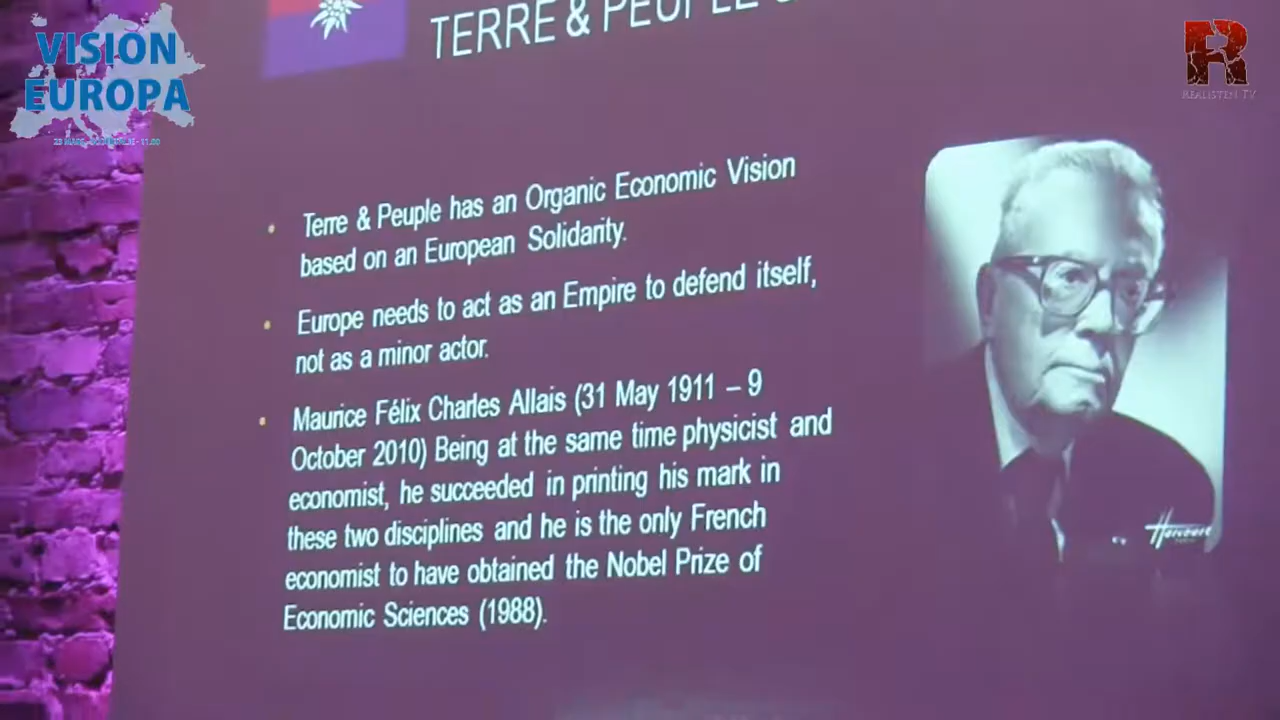 VISION
EUROPA
TERRE & PEUPLE
REALISTEN TV
Terre & Peuple has an Organic Economic Vision
based on an European Solidarity.
Europe needs to act as an Empire to defend itself,
not as a minor actor.
Maurice Félix Charles Allais (31 May 1911 – 9
October 2010) Being at the same time physicist and
economist, he succeeded in printing his mark in
these two disciplines and he is the only French
economist to have obtained the Nobel Prize of
Economic Sciences (1988).
Harcourt